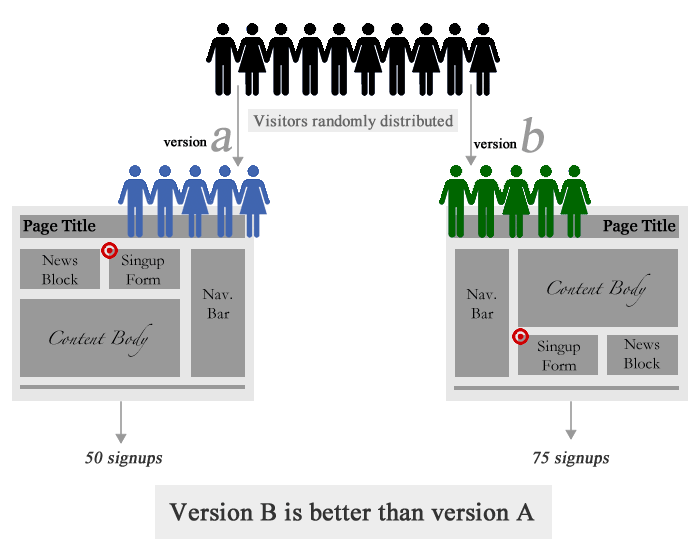 Visitors randomly distributed
version a
version b
Page Title
News
Block
Singup
Form
Nav.
Bar
Content Body
Page Title
Nav.
Bar
Content Body
Singup
Form
News
Block
50 signups
75 signups
Version B is better than version A